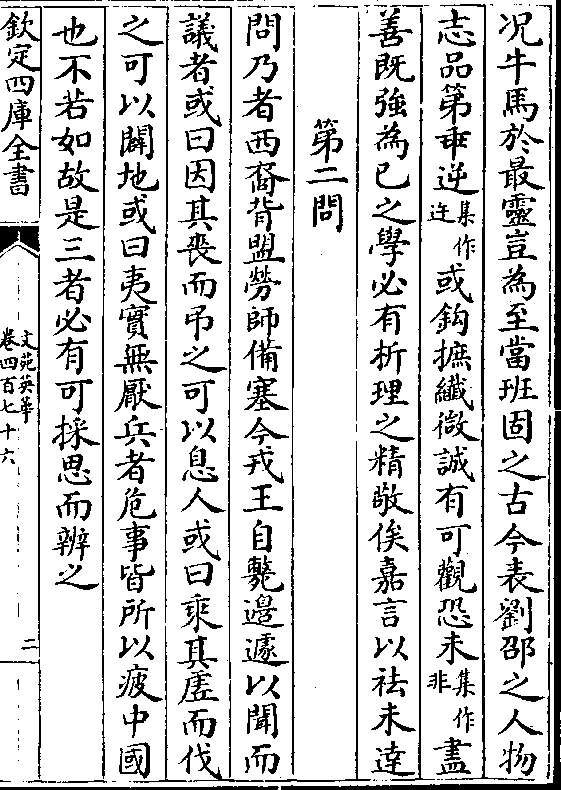 况牛馬於最靈豈為至當班固之古今表劉邵之人物
志品第乖逆集作迕或鈎摭纖微誠有可觀恐未集作非盡
善既強為已之學必有析理之精敬俟嘉言以祛未達
第二問
問乃者西裔背盟勞師備塞今戎王自斃邊遽以聞而
議者或曰因其喪而弔之可以息人或曰乘其虛而伐
之可以闢地或曰夷實無厭兵者危事皆所以疲中國
也不若如故是三者必有可採思而辨之
欽定四庫全書
文苑英華
卷四百七十六
二